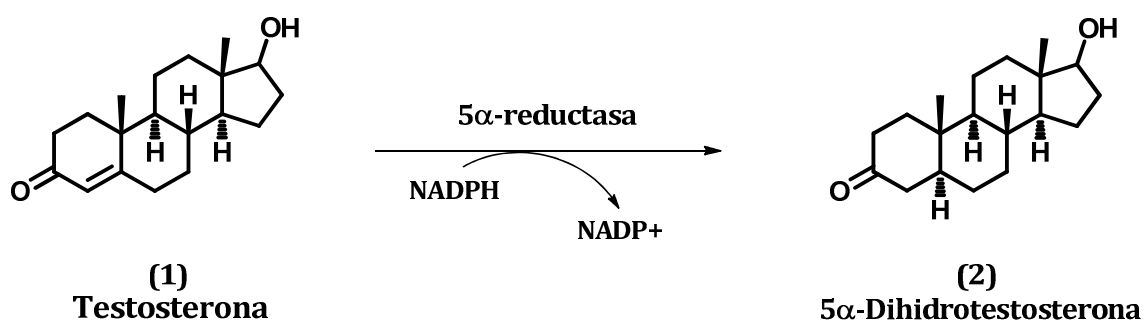 OH
H
H
H
O
(1)
Testosterona
5α-reductasa
NADPH
NADP+
OH
H
H
H
O
H
(2)
5α-Dihidrotestosterona